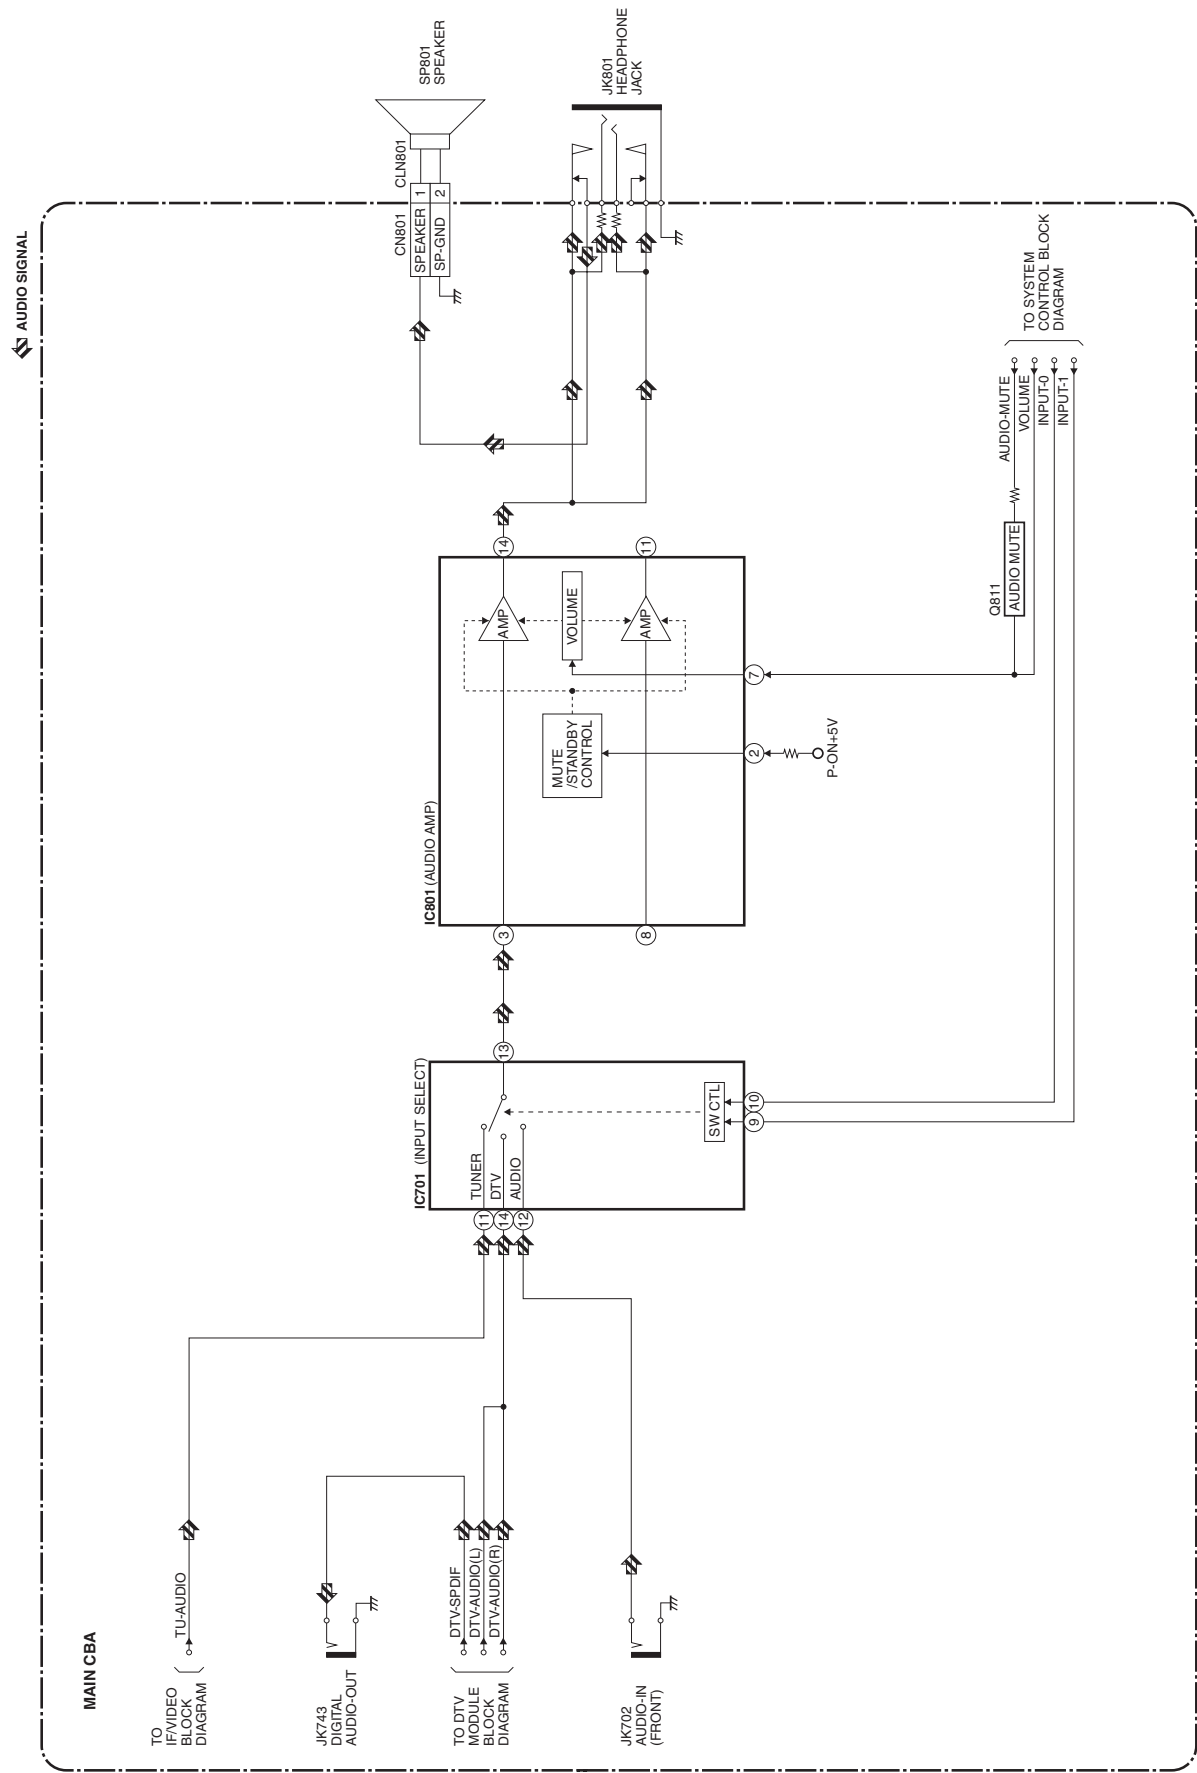 AUDIO SIGNAL
MAIN CBA
TO
IF/VIDEO
BLOCK
DIAGRAM
TU-AUDIO
JK743
DIGITAL
AUDIO-OUT
TO DTV
MODULE
BLOCK
DIAGRAM
DTV-SPDIF
DTV-AUDIO(L)
DTV-AUDIO(R)
JK702
AUDIO-IN
(FRONT)
IC701 (INPUT SELECT)
11
14
12
TUNER
DTV
AUDIO
13
SW CTL
9
10
IC801 (AUDIO AMP)
3
8
AMP
AMP
14
11
MUTE
/STANDBY
CONTROL
VOLUME
2
7
P-ON+5V
Q811
AUDIO MUTE
AUDIO-MUTE
VOLUME
INPUT-0
INPUT-1
TO SYSTEM
CONTROL BLOCK
DIAGRAM
CN801
CLN801
SPEAKER 1
SP-GND 2
SP801
SPEAKER
JK801
HEADPHONE
JACK